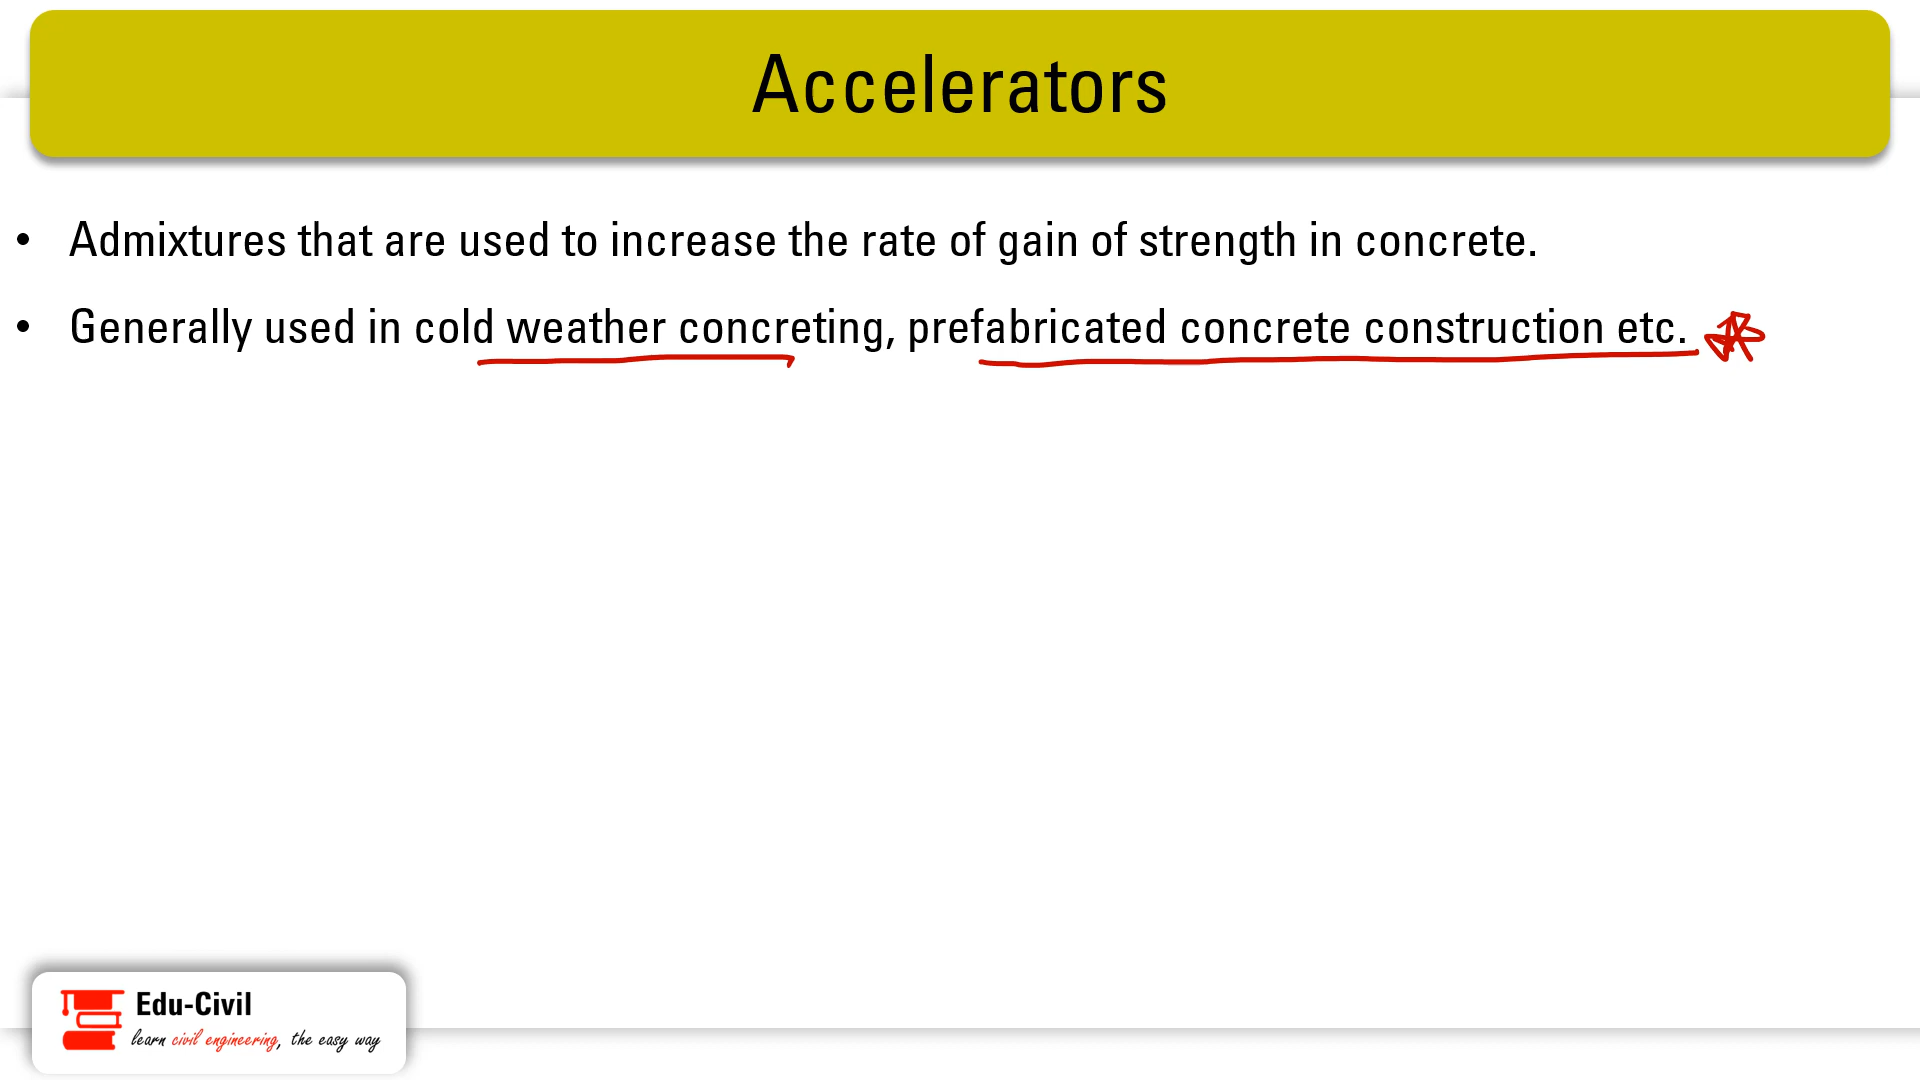 Accelerators
• Admixtures that are used to increase the rate of gain of strength in concrete.
• Generally used in cold weather concreting, prefabricated concrete construction etc.
Edu-Civil
learn civil engineering, the easy way